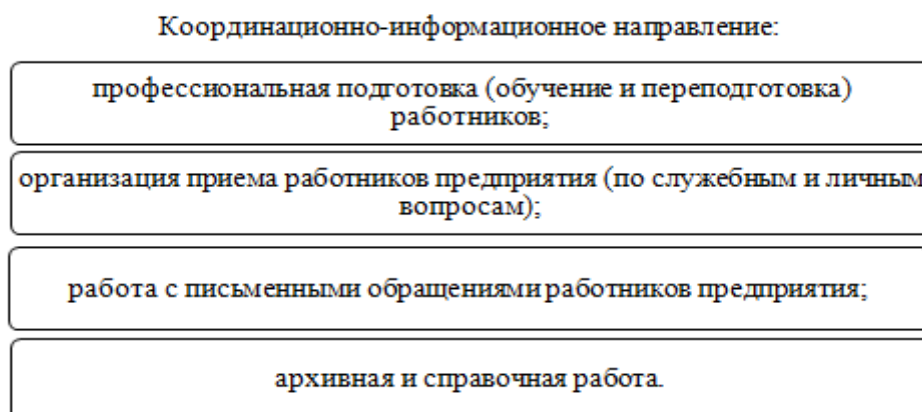 Координационно-информационное направление:
профессиональная подготовка (обучение и переподготовка)
работников;
организация приема работников предприятия (по служебным и личным
вопросам);
работа с письменными обращениями работников предприятия;
архивная и справочная работа.